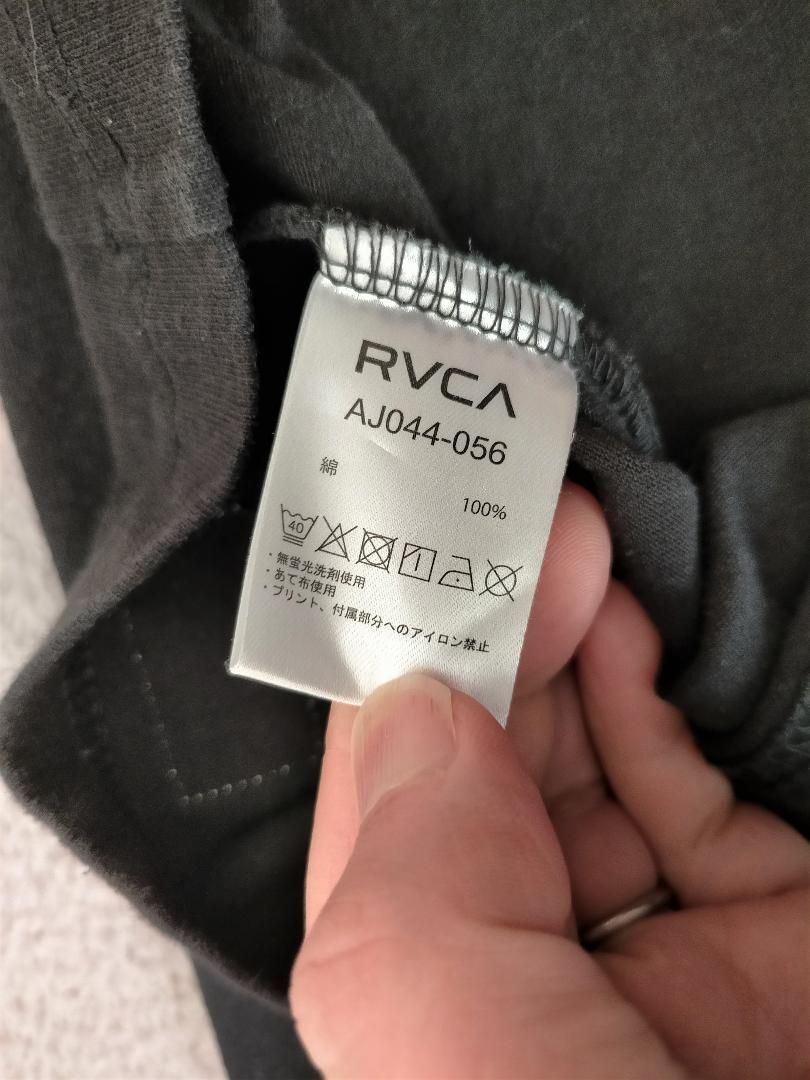 RVCA
AJ044-056
綿
100%
40
・無蛍光洗剤使用
・あて布使用
・プリント、付属部分へのアイロン禁止